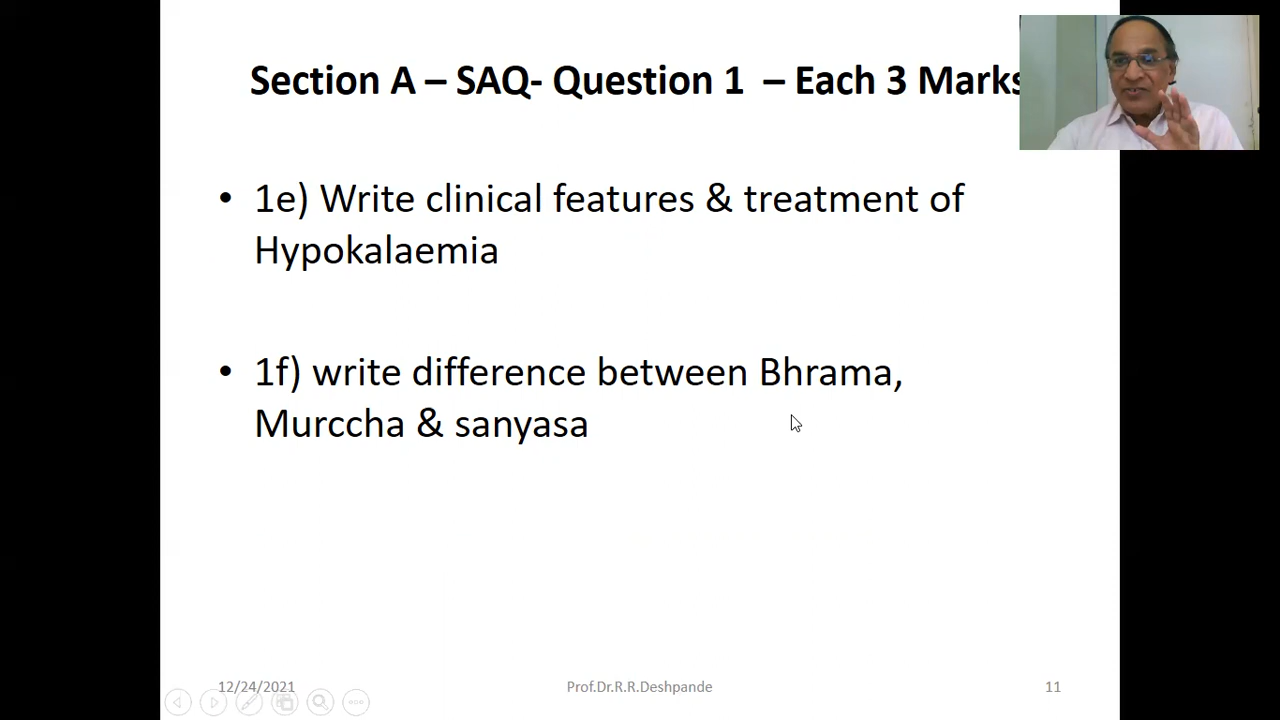 Section A – SAQ- Question 1 – Each 3 Marks
• 1e) Write clinical features & treatment of
Hypokalaemia
• 1f) write difference between Bhrama,
Murccha & sanyasa
12/24/2021
Prof.Dr.R.R.Deshpande
11